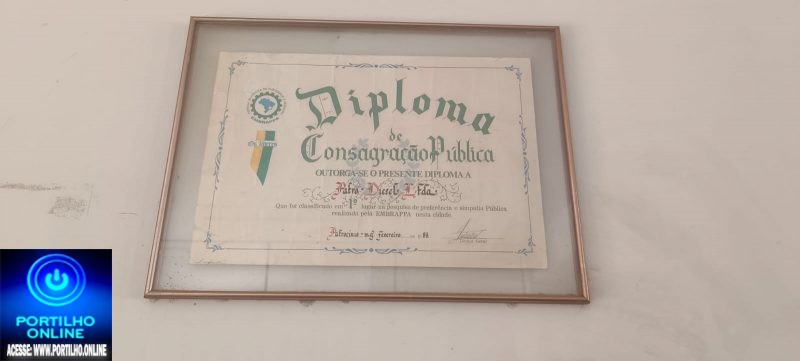 Diploma
de
Consagração Pública
OUTORGA-SE O PRESENTE DIPLOMA A
Patro Diesel Ltda.
Que foi classificado em 1º lugar na pesquisa de preferência e simpatia Pública
realizada pela EMBRAPPA nesta cidade.
Patrocínio - m.g. Fevereiro
EMBRAPPA
PORTILHO
ONLINE
ACESSE: WWW.PORTILHO.ONLINE